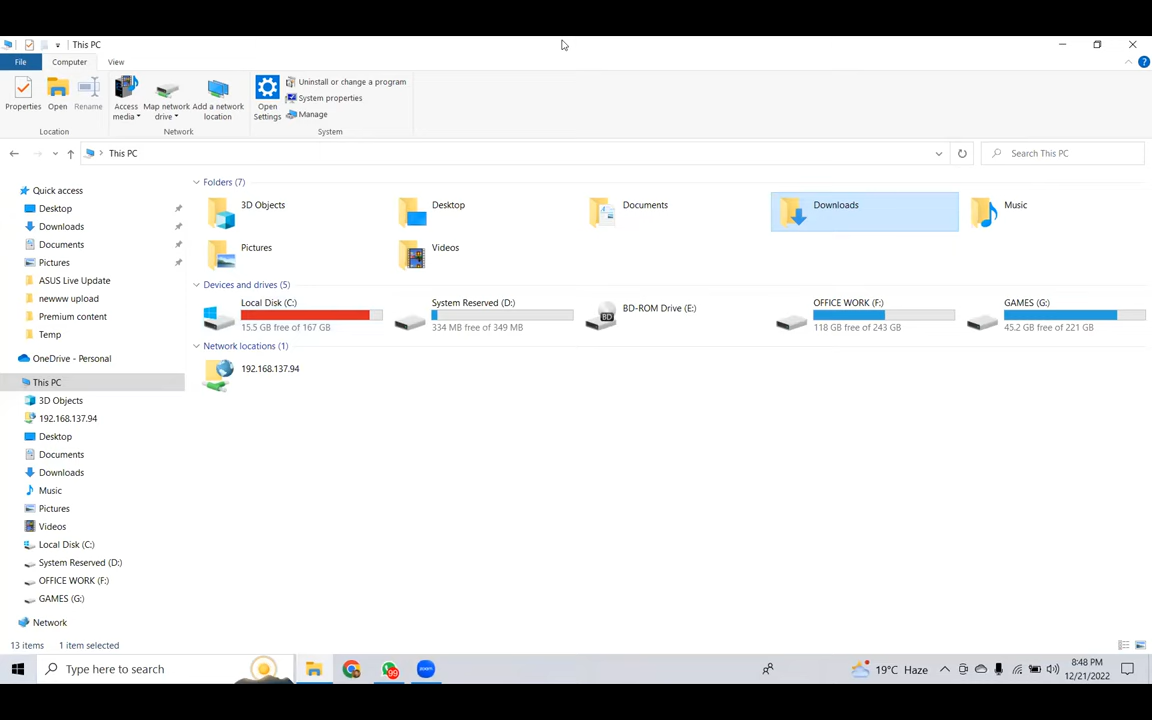 This PC
File Computer View
Properties Open Rename Access media Map network drive Add a network location Open Settings Uninstall or change a program
System properties
Manage
Location Network System
This PC Search This PC
Quick access
Desktop
Downloads
Documents
Pictures
ASUS Live Update
newww upload
Premium content
Temp
OneDrive - Personal
This PC
3D Objects
192.168.137.94
Desktop
Documents
Downloads
Music
Pictures
Videos
Local Disk (C:)
System Reserved (D:)
OFFICE WORK (F:)
GAMES (G:)
Network
Folders (7)
3D Objects Desktop Documents Downloads Music
Pictures Videos
Devices and drives (5)
Local Disk (C:) System Reserved (D:) BD-ROM Drive (E:) OFFICE WORK (F:) GAMES (G:)
BD
15.5 GB free of 167 GB 334 MB free of 349 MB 118 GB free of 243 GB 45.2 GB free of 221 GB
Network locations (1)
192.168.137.94
13 items 1 item selected
Type here to search 99 zoom 19°C Haze 8:48 PM
12/21/2022